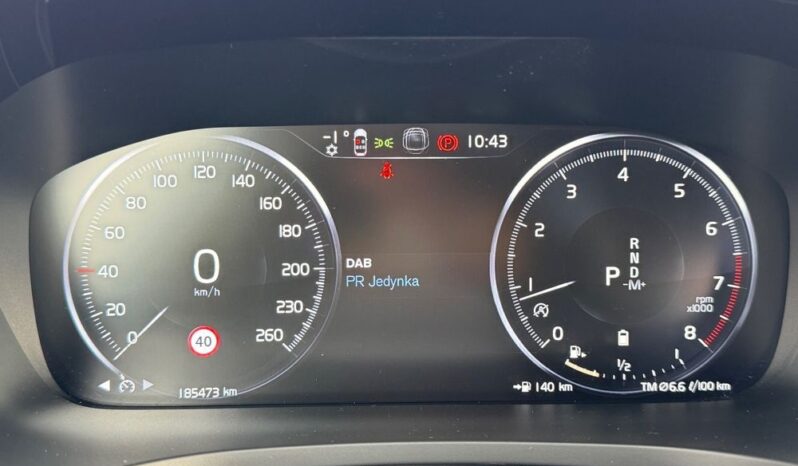 -1° P 10:43
0 20 40 60 80 100 120 140 160 180 200 230 260
0
km/h
40
185473 km
DAB
PR Jedynka
0 1 2 3 4 5 6 7 8
rpm
x1000
R
N
P D
-M+
1/2 1
140 km
TM Ø6.6 ℓ/100 km